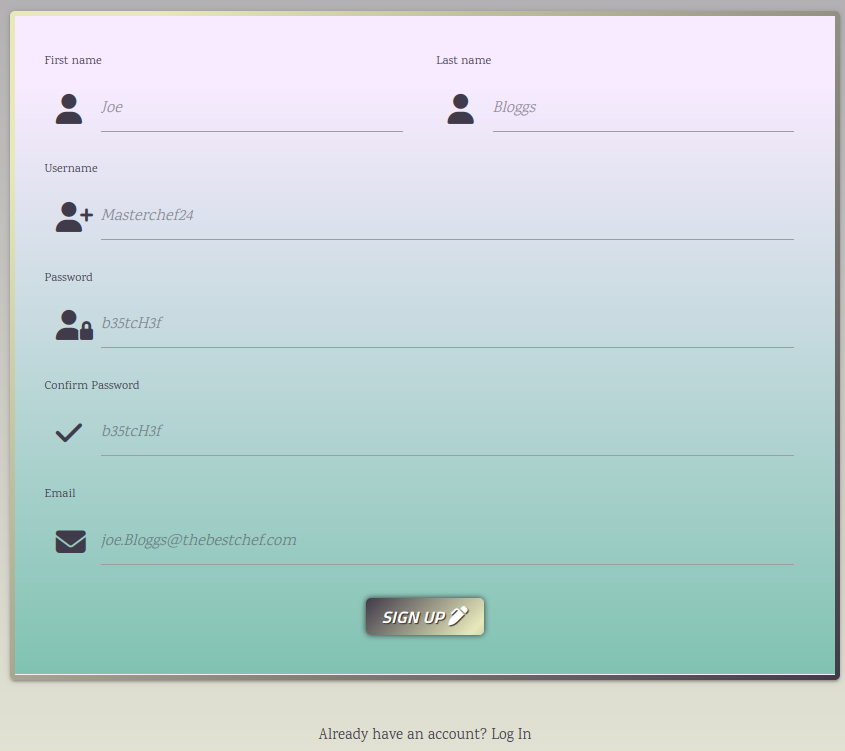 First name Last name
Joe Bloggs
Username
Masterchef24
Password
b35tcH3f
Confirm Password
b35tcH3f
Email
joe.Bloggs@thebestchef.com
SIGN UP
Already have an account? Log In